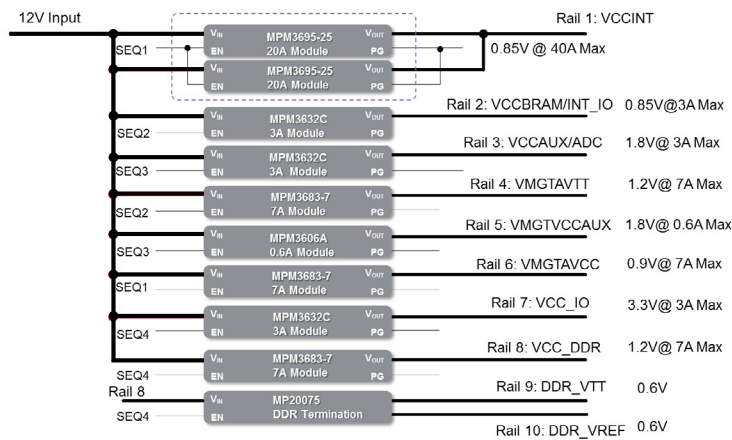 12V Input
Rail 1: VCCINT
VIN MPM3695-25 VOUT
SEQ1 EN 20A Module PG 0.85V @ 40A Max
VIN MPM3695-25 VOUT
EN 20A Module PG
Rail 2: VCCBRAM/INT_IO 0.85V@3A Max
VIN MPM3632C VOUT
SEQ2 EN 3A Module PG
Rail 3: VCCAUX/ADC 1.8V@ 3A Max
VIN MPM3632C VOUT
SEQ3 EN 3A Module PG
Rail 4: VMGTAVTT 1.2V@ 7A Max
VIN MPM3683-7 VOUT
SEQ2 EN 7A Module PG
Rail 5: VMGTVCCAUX 1.8V@ 0.6A Max
VIN MPM3606A VOUT
SEQ3 EN 0.6A Module PG
Rail 6: VMGTAVCC 0.9V@ 7A Max
VIN MPM3683-7 VOUT
SEQ1 EN 7A Module PG
Rail 7: VCC_IO 3.3V@ 3A Max
VIN MPM3632C VOUT
SEQ4 EN 3A Module PG
Rail 8: VCC_DDR 1.2V@ 7A Max
VIN MPM3683-7 VOUT
SEQ4 EN 7A Module PG
Rail 8
Rail 9: DDR_VTT 0.6V
VIN MP20075
SEQ4 EN DDR Termination
Rail 10: DDR_VREF 0.6V